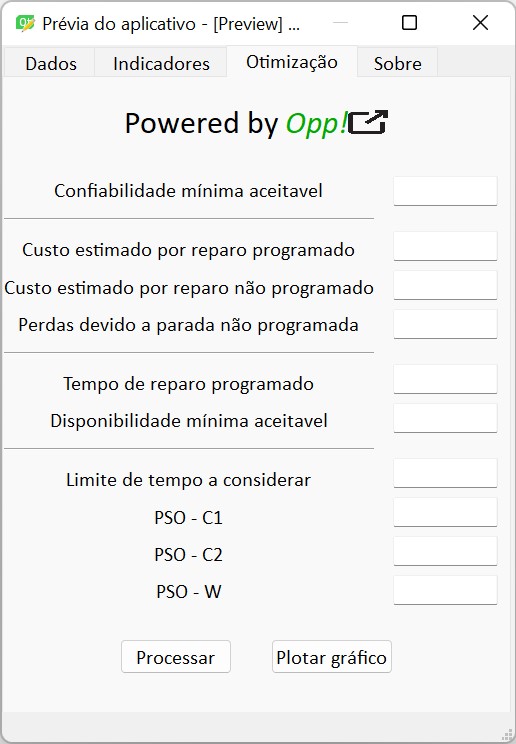 Prévia do aplicativo - [Preview] ...
Dados
Indicadores
Otimização
Sobre
Powered by Opp!
Confiabilidade mínima aceitavel
Custo estimado por reparo programado
Custo estimado por reparo não programado
Perdas devido a parada não programada
Tempo de reparo programado
Disponibilidade mínima aceitavel
Limite de tempo a considerar
PSO - C1
PSO - C2
PSO - W
Processar
Plotar gráfico